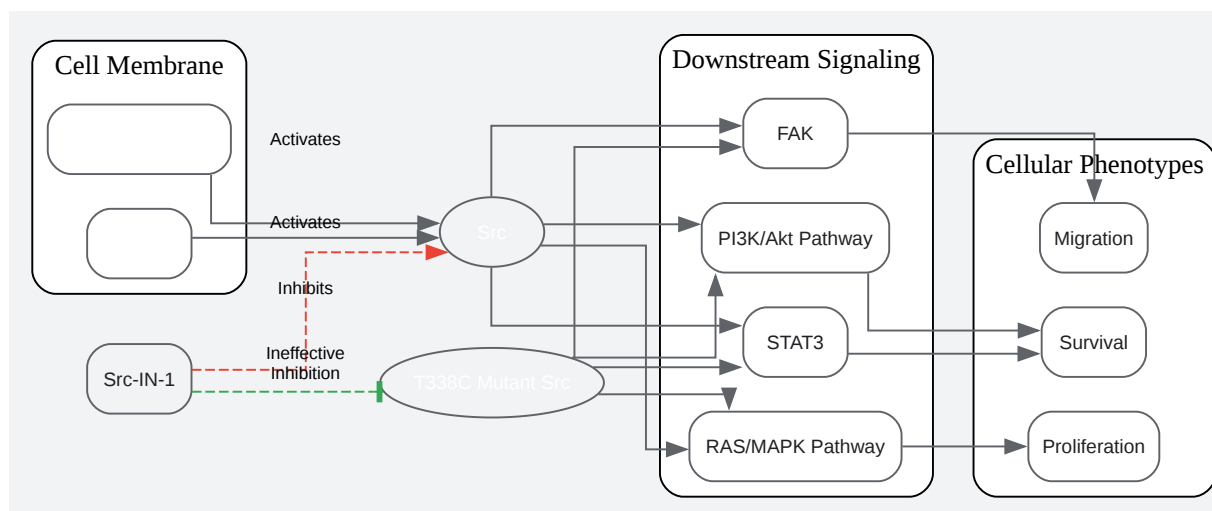 Cell Membrane
Activates
Activates
Inhibits
Ineffective
Inhibition
Src-IN-1
Src
T338C Mutant Src
Downstream Signaling
FAK
PI3K/Akt Pathway
STAT3
RAS/MAPK Pathway
Cellular Phenotypes
Migration
Survival
Proliferation